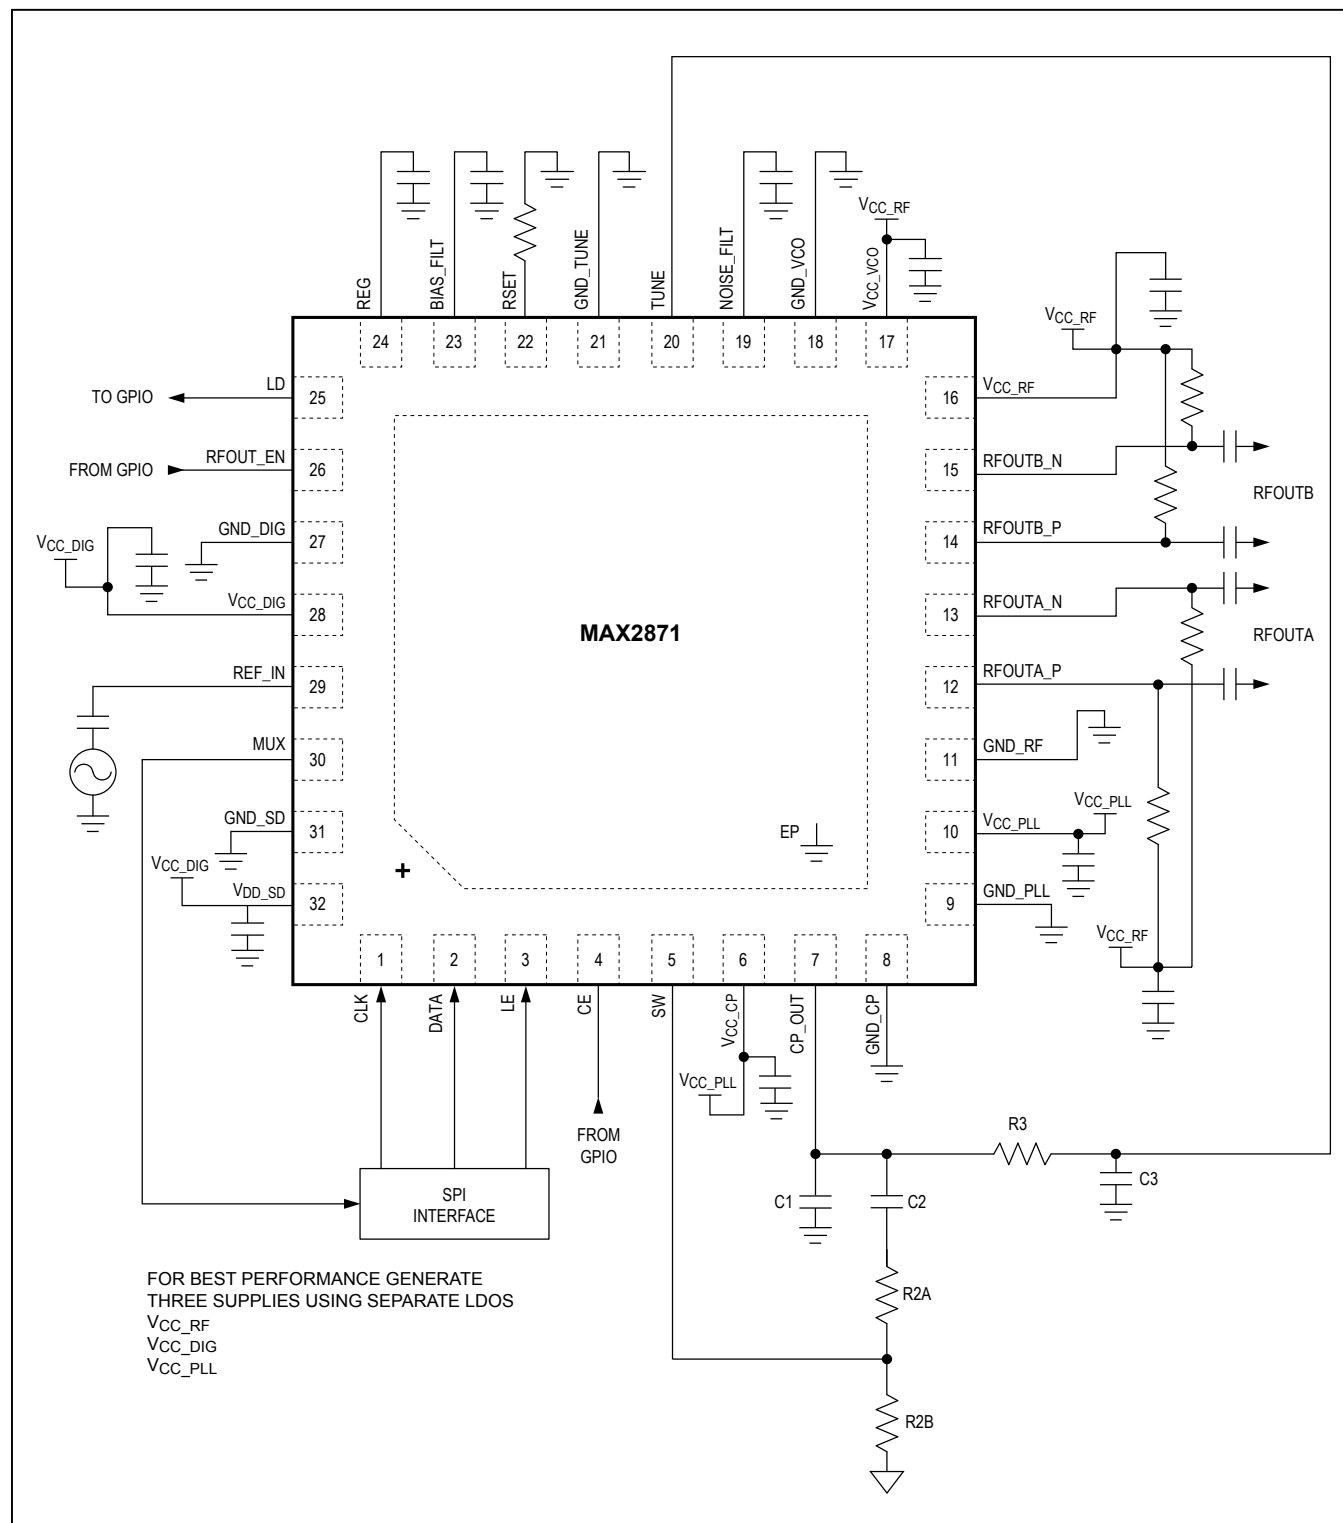 REG
BIAS_FILT
RSET
GND_TUNE
TUNE
NOISE_FILT
GND_VCO
VCC_RF
VCC_VCO
24
23
22
21
20
19
18
17
VCC_RF
TO GPIO
LD
25
16
VCC_RF
FROM GPIO
RFOUT_EN
26
15
RFOUTB_N
RFOUTB
VCC_DIG
GND_DIG
27
14
RFOUTB_P
VCC_DIG
28
MAX2871
13
RFOUTA_N
RFOUTA
REF_IN
29
12
RFOUTA_P
MUX
30
11
GND_RF
GND_SD
31
EP
10
VCC_PLL
VCC_PLL
VCC_DIG
VDD_SD
32
+
9
GND_PLL
VCC_RF
1
2
3
4
5
6
7
8
CLK
DATA
LE
CE
SW
VCC_CP
CP_OUT
GND_CP
VCC_PLL
FROM
GPIO
R3
C3
C1
C2
SPI
INTERFACE
R2A
R2B
FOR BEST PERFORMANCE GENERATE
THREE SUPPLIES USING SEPARATE LDOS
VCC_RF
VCC_DIG
VCC_PLL